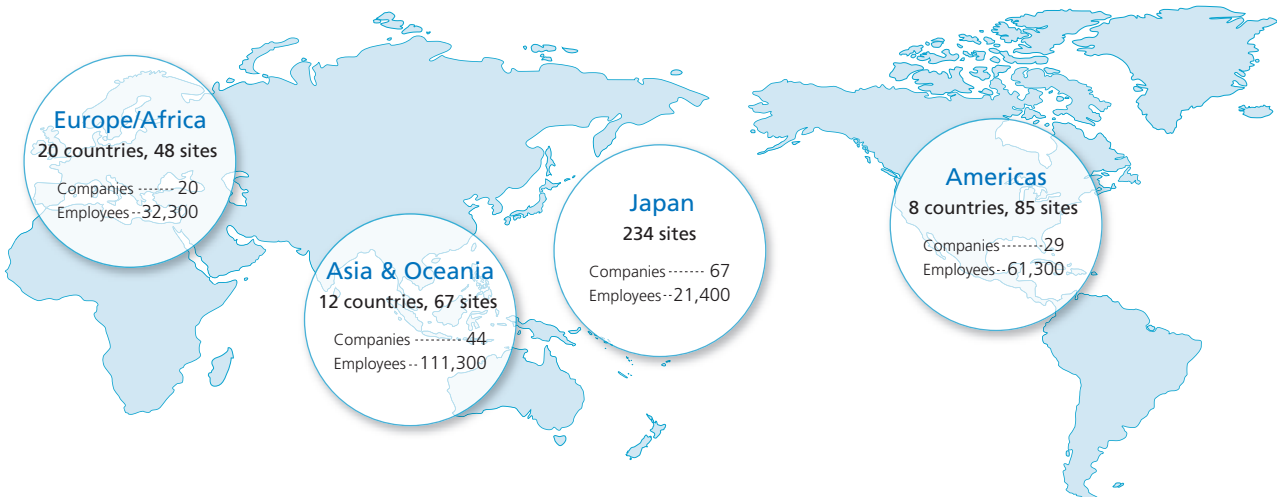 Europe/Africa
20 countries, 48 sites
Companies ------- 20
Employees--32,300
Asia & Oceania
12 countries, 67 sites
Companies --------- 44
Employees--111,300
Japan
234 sites
Companies ------ 67
Employees--21,400
Americas
8 countries, 85 sites
Companies-------29
Employees--61,300